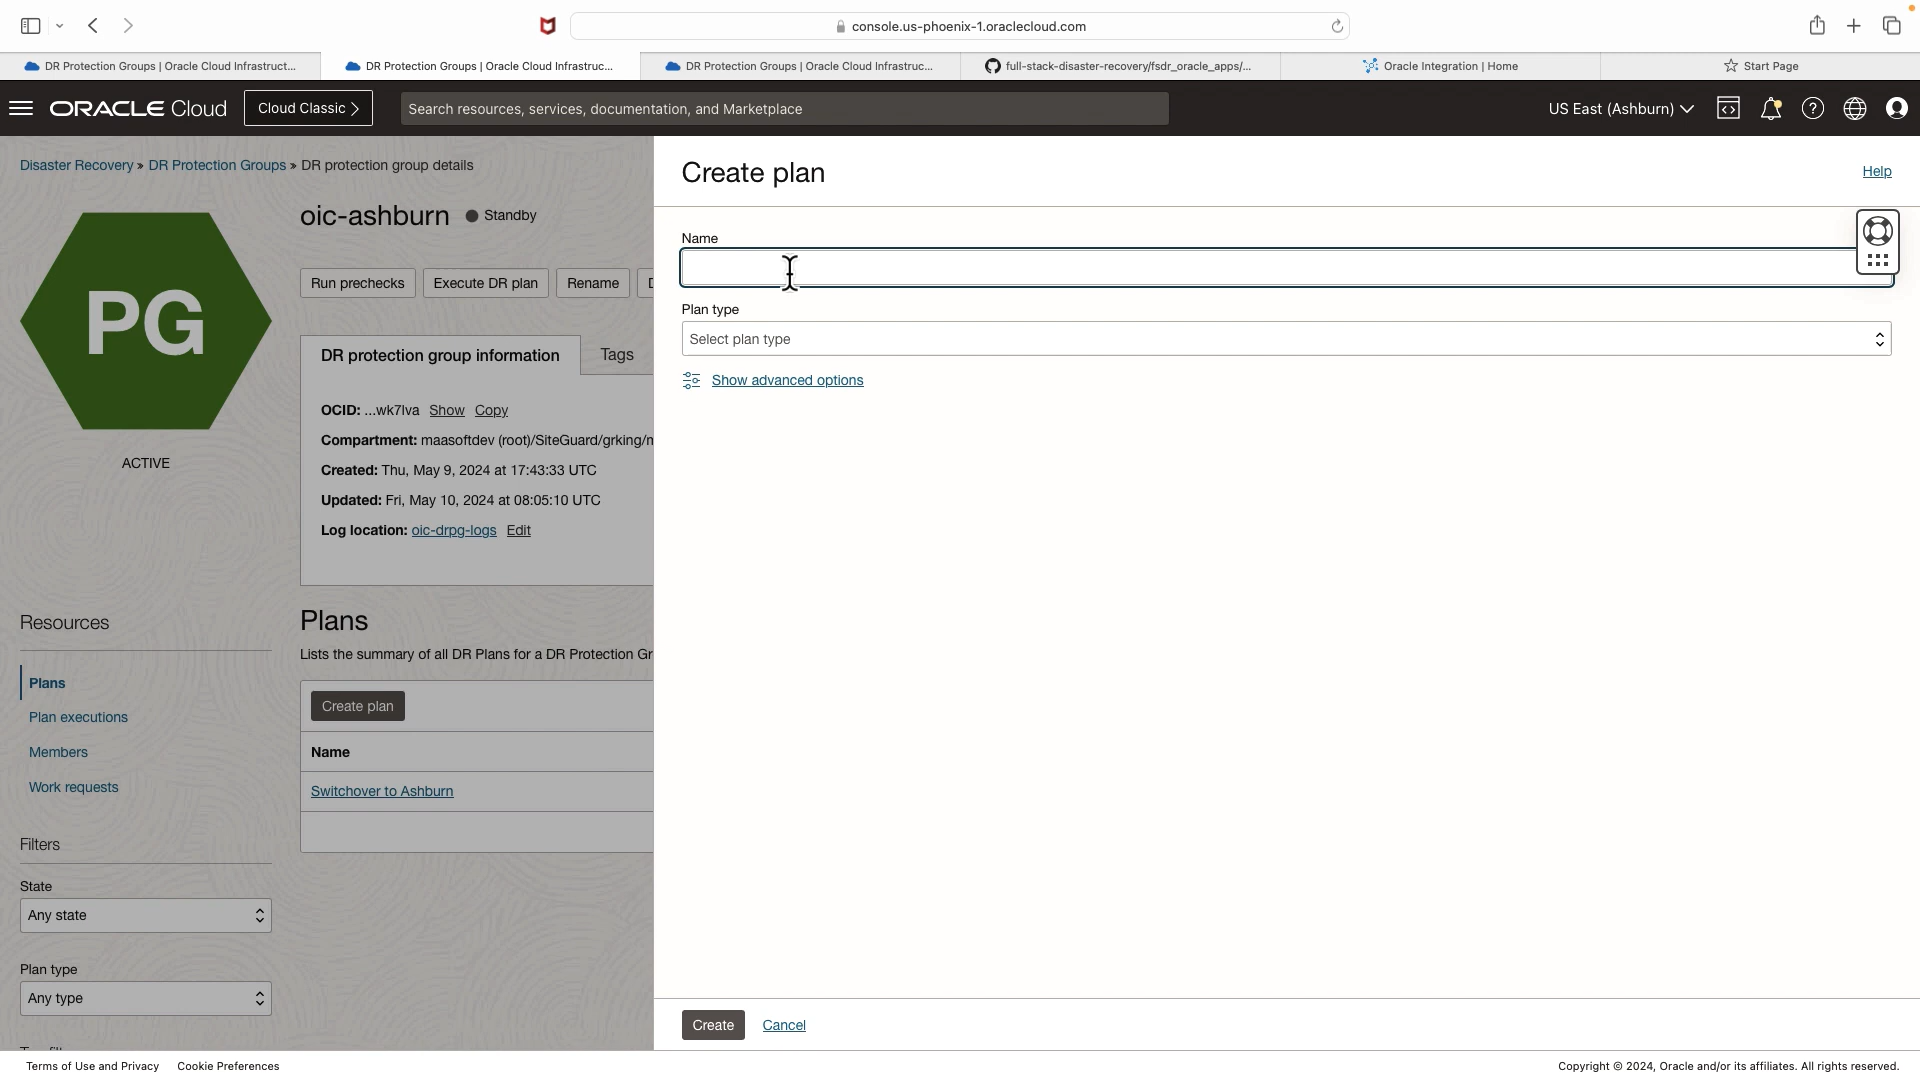 console.us-phoenix-1.oraclecloud.com
DR Protection Groups | Oracle Cloud Infrastruct...
DR Protection Groups | Oracle Cloud Infrastruc...
DR Protection Groups | Oracle Cloud Infrastruc...
full-stack-disaster-recovery/fsdr_oracle_apps/...
Oracle Integration | Home
Start Page
ORACLE Cloud
Cloud Classic
Search resources, services, documentation, and Marketplace
US East (Ashburn)
Disaster Recovery » DR Protection Groups » DR protection group details
PG
ACTIVE
oic-ashburn
Standby
Run prechecks
Execute DR plan
Rename
DR protection group information
Tags
OCID: ...wk7lva Show Copy
Compartment: maasoftdev (root)/SiteGuard/grking/
Created: Thu, May 9, 2024 at 17:43:33 UTC
Updated: Fri, May 10, 2024 at 08:05:10 UTC
Log location: oic-drpg-logs Edit
Resources
Plans
Plan executions
Members
Work requests
Filters
State
Any state
Plan type
Any type
Plans
Lists the summary of all DR Plans for a DR Protection Gr
Create plan
Name
Switchover to Ashburn
Create plan
Help
Name
Plan type
Select plan type
Show advanced options
Create
Cancel
Terms of Use and Privacy
Cookie Preferences
Copyright © 2024, Oracle and/or its affiliates. All rights reserved.